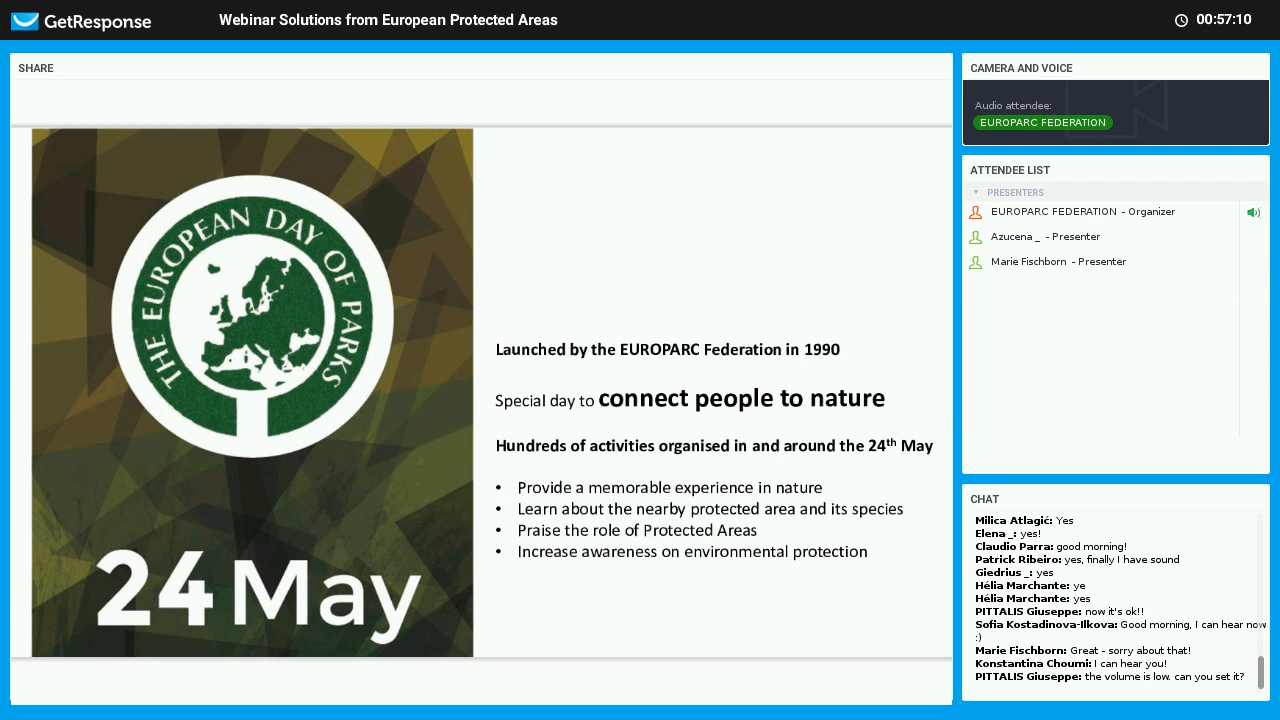 GetResponse
Webinar Solutions from European Protected Areas
00:57:10
SHARE
THE EUROPEAN DAY OF PARKS
24 May
Launched by the EUROPARC Federation in 1990
Special day to connect people to nature
Hundreds of activities organised in and around the 24th May
• Provide a memorable experience in nature
• Learn about the nearby protected area and its species
• Praise the role of Protected Areas
• Increase awareness on environmental protection
CAMERA AND VOICE
Audio attendee:
EUROPARC FEDERATION
ATTENDEE LIST
PRESENTERS
EUROPARC FEDERATION - Organizer
Azucena _ - Presenter
Marie Fischborn - Presenter
CHAT
Milica Atlagić: Yes
Elena _: yes!
Claudio Parra: good morning!
Patrick Ribeiro: yes, finally I have sound
Giedrius _: yes
Hélia Marchante: ye
Hélia Marchante: yes
PITTALIS Giuseppe: now it's ok!!
Sofia Kostadinova-Ilkova: Good morning, I can hear now
:)
Marie Fischborn: Great - sorry about that!
Konstantina Choumi: I can hear you!
PITTALIS Giuseppe: the volume is low. can you set it?